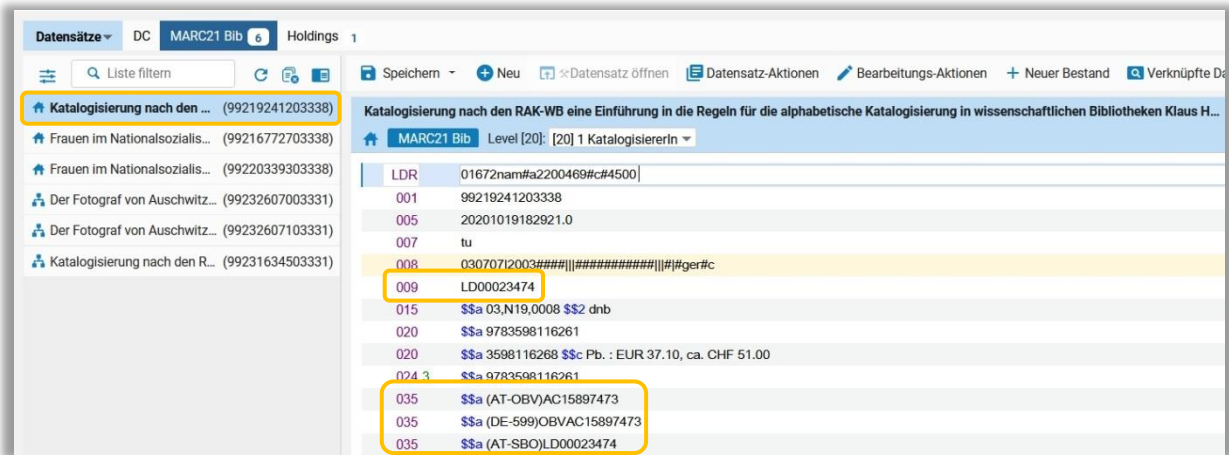 Datensätze DC MARC21 Bib 6 Holdings 1
Liste filtern
Speichern Neu Datensatz öffnen Datensatz-Aktionen Bearbeitungs-Aktionen Neuer Bestand Verknüpfte Da
Katalogisierung nach den ... (99219241203338)
Frauen im Nationalsozialis... (99216772703338)
Frauen im Nationalsozialis... (99220339303338)
Der Fotograf von Auschwitz... (99232607003331)
Der Fotograf von Auschwitz... (99232607103331)
Katalogisierung nach den R... (99231634503331)
Katalogisierung nach den RAK-WB eine Einführung in die Regeln für die alphabetische Katalogisierung in wissenschaftlichen Bibliotheken Klaus H...
MARC21 Bib Level [20]: [20] 1 KatalogisiererIn
LDR 01672nam#a2200469#c#4500
001 99219241203338
005 20201019182921.0
007 tu
008 030707|2003####|||###########|||#|#ger#c
009 LD00023474
015 $$a 03,N19,0008 $$2 dnb
020 $$a 9783598116261
020 $$a 3598116268 $$c Pb. : EUR 37.10, ca. CHF 51.00
024 3 $$a 9783598116261
035 $$a (AT-OBV)AC15897473
035 $$a (DE-599)OBVAC15897473
035 $$a (AT-SBO)LD00023474